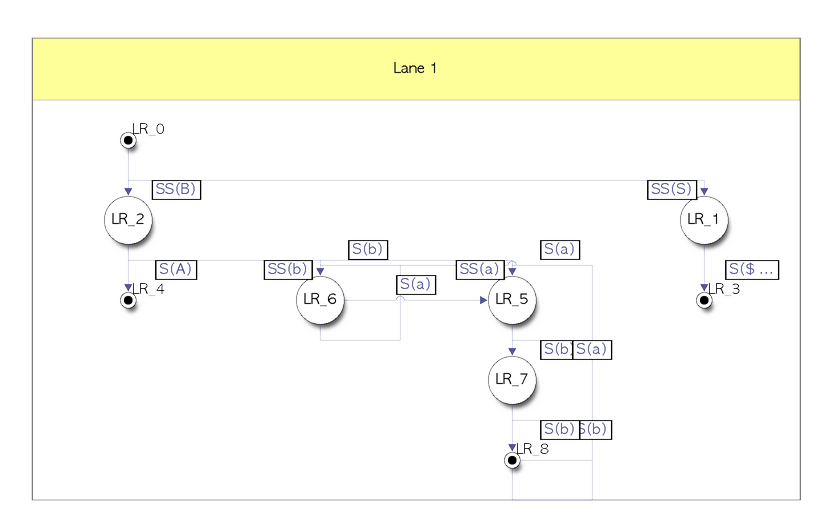 Lane 1
LR_0
SS(B)
SS(S)
LR_2
LR_1
S(b)
S(a)
S(A)
SS(b)
SS(a)
S($ ...
S(a)
LR_4
LR_6
LR_5
LR_3
S(b)
S(a)
LR_7
S(b)
S(b)
LR_8